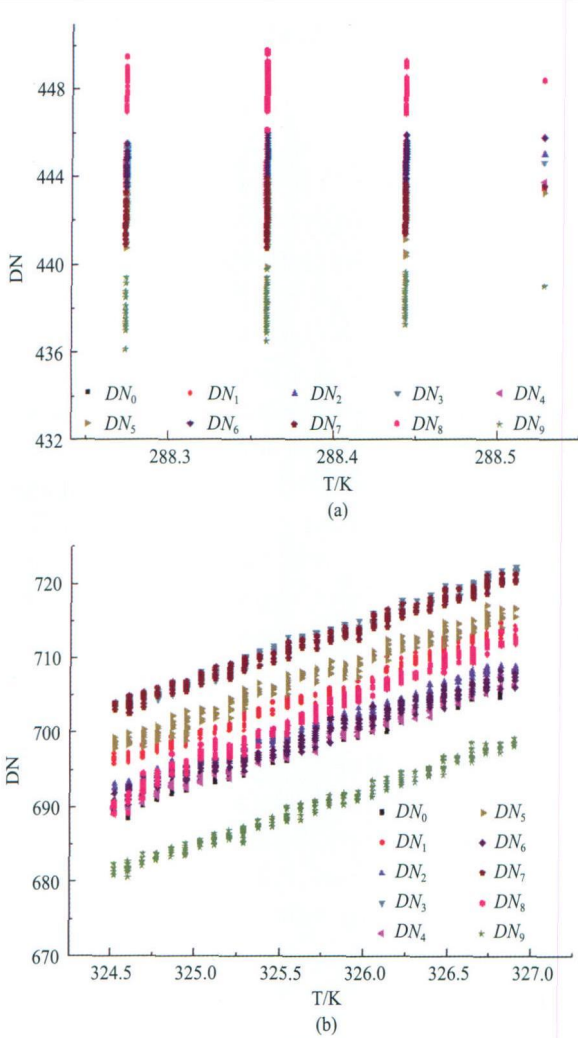 448
444
440
436
432
DN
DN₀ DN₁ DN₂ DN₃ DN₄
DN₅ DN₆ DN₇ DN₈ DN₉
288.3 288.4 288.5
T/K
(a)
720
710
700
690
680
670
DN
DN₀ DN₅
DN₁ DN₆
DN₂ DN₇
DN₃ DN₈
DN₄ DN₉
324.5 325.0 325.5 326.0 326.5 327.0
T/K
(b)